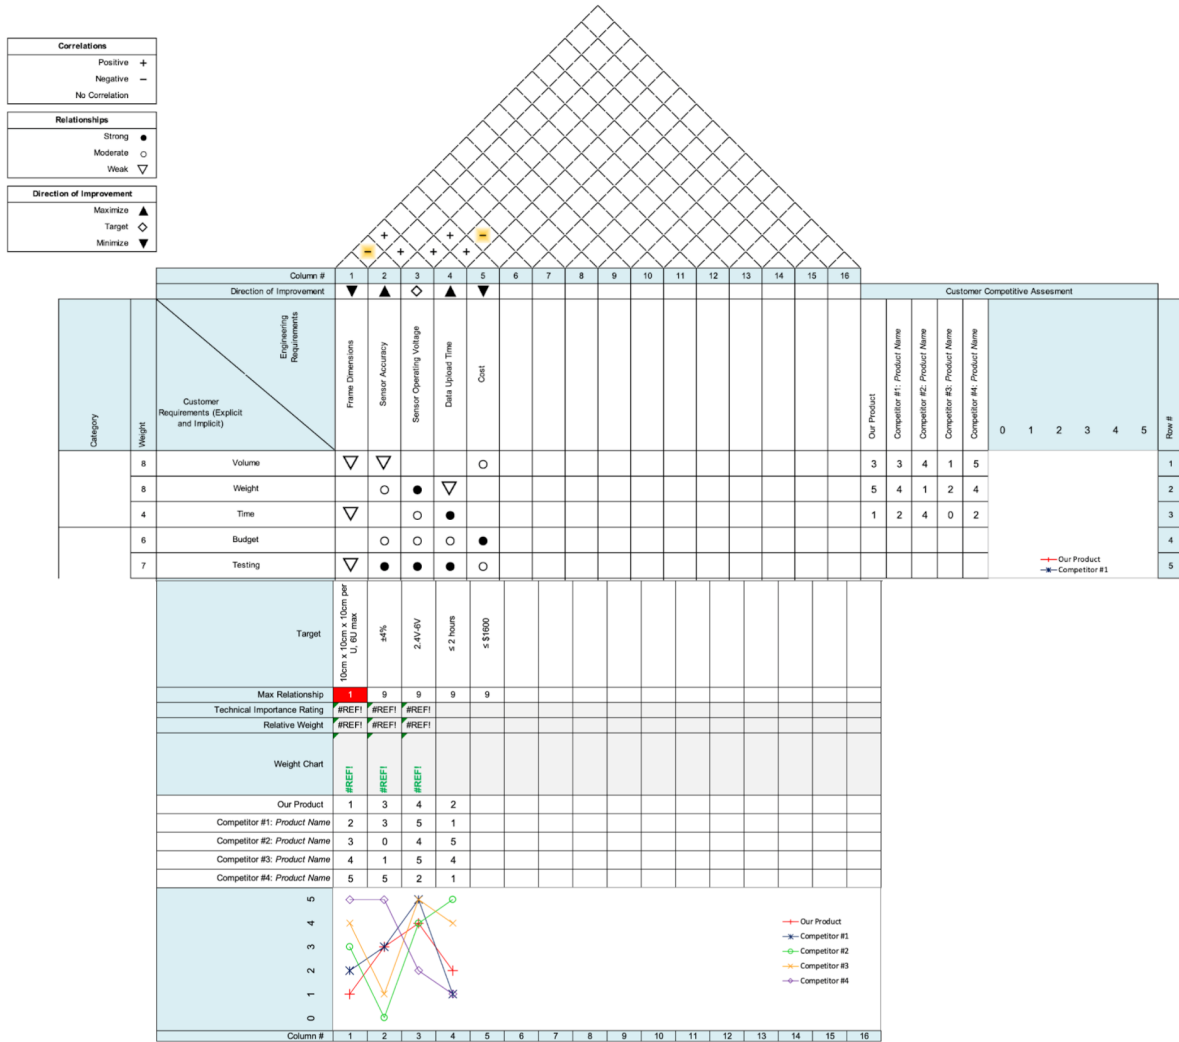 Correlations
Positive +
Negative −
No Correlation
Relationships
Strong ●
Moderate ○
Weak ▽
Direction of Improvement
Maximize ▲
Target ◇
Minimize ▼
+ + −
− + + +
Column # 1 2 3 4 5 6 7 8 9 10 11 12 13 14 15 16
Direction of Improvement ▼ ▲ ◇ ▲ ▼
Customer Competitive Assesment
Category
Weight
Engineering
Requirements
Customer
Requirements (Explicit
and Implicit)
Frame Dimensions
Sensor Accuracy
Sensor Operating Voltage
Data Upload Time
Cost
Our Product
Competitor #1: Product Name
Competitor #2: Product Name
Competitor #3: Product Name
Competitor #4: Product Name
0 1 2 3 4 5
Row #
8 Volume ▽ ▽ ○ 3 3 4 1 5 1
8 Weight ○ ● ▽ 5 4 1 2 4 2
4 Time ▽ ○ ● 1 2 4 0 2 3
6 Budget ○ ○ ○ ● 4
7 Testing ▽ ● ● ● ○ 5
Our Product
Competitor #1
Target
10cm x 10cm x 10cm per
U, 6U max
±4%
2.4V-6V
≤ 2 hours
≤ $1600
Max Relationship 1 9 9 9 9
Technical Importance Rating #REF! #REF! #REF!
Relative Weight #REF! #REF! #REF!
Weight Chart #REF! #REF! #REF!
Our Product 1 3 4 2
Competitor #1: Product Name 2 3 5 1
Competitor #2: Product Name 3 0 4 5
Competitor #3: Product Name 4 1 5 4
Competitor #4: Product Name 5 5 2 1
5
4
3
2
1
0
Our Product
Competitor #1
Competitor #2
Competitor #3
Competitor #4
Column # 1 2 3 4 5 6 7 8 9 10 11 12 13 14 15 16